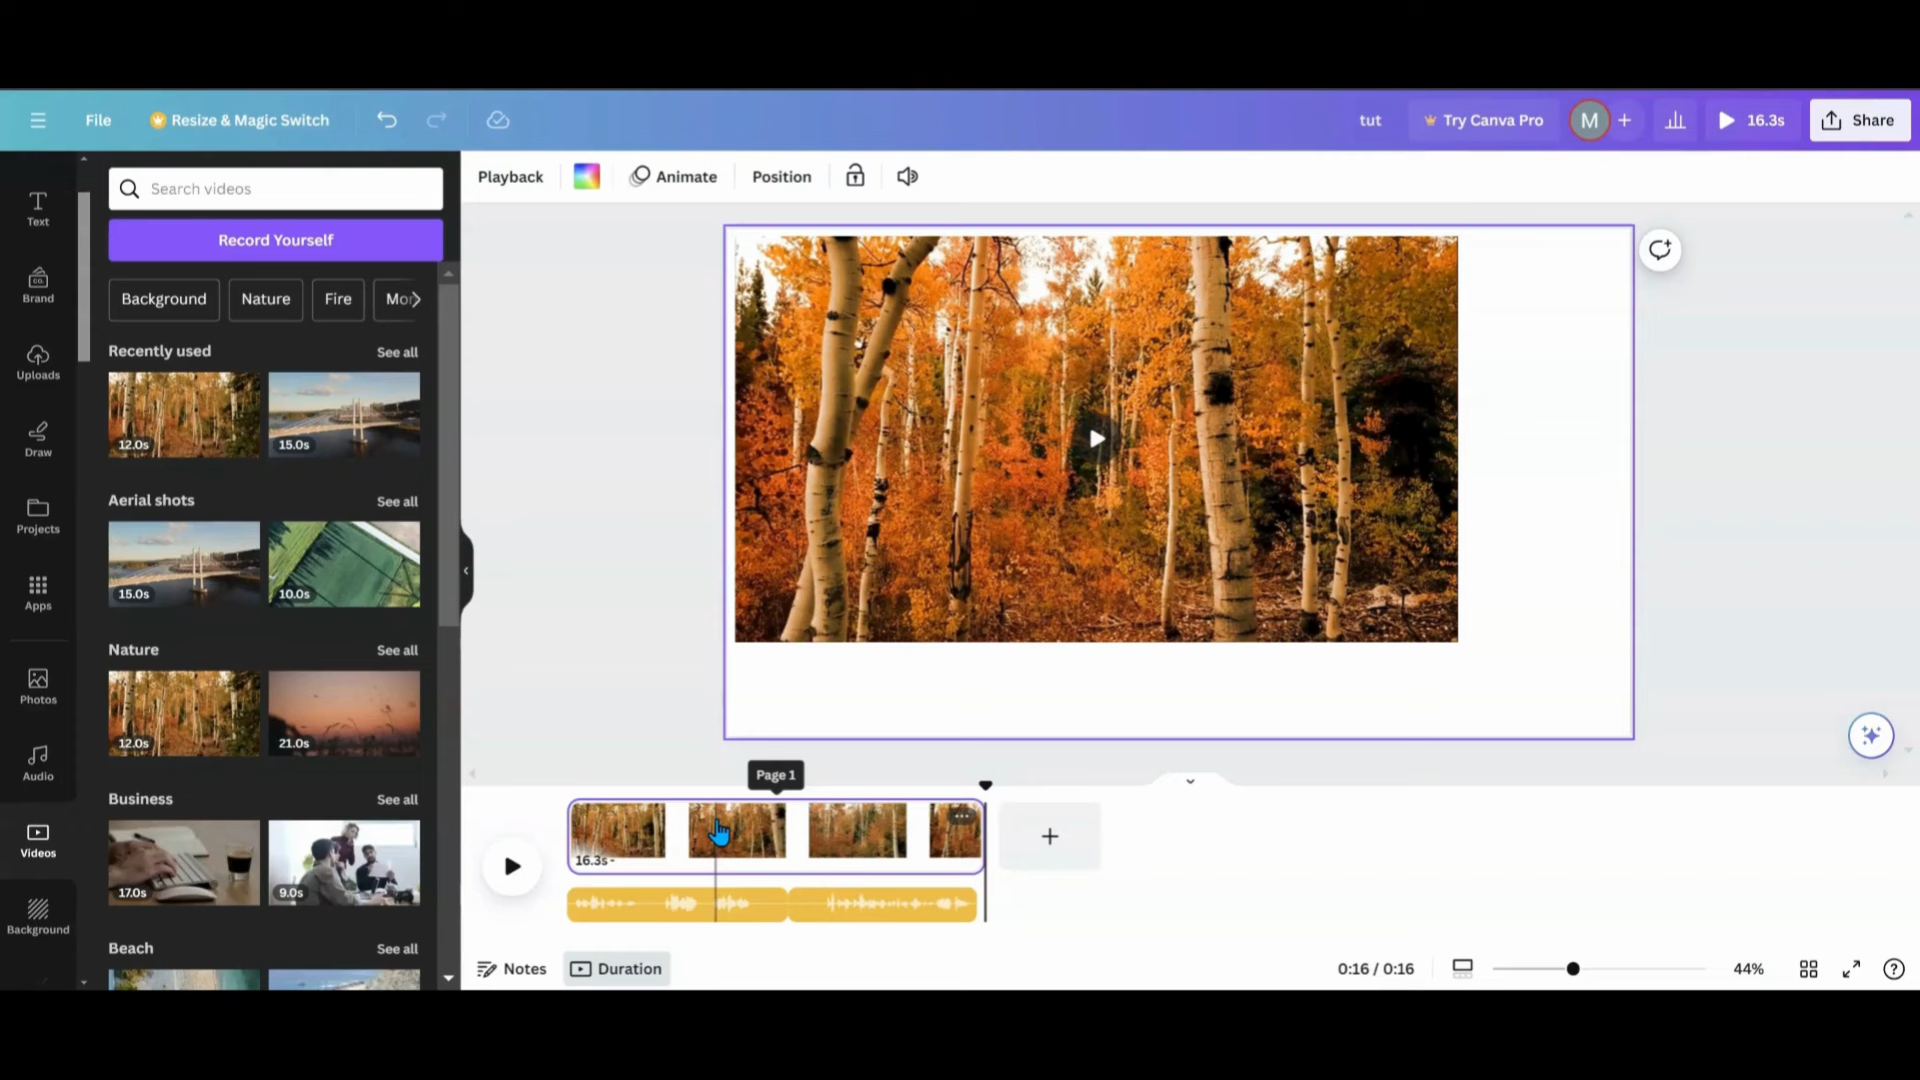 File
Resize & Magic Switch
tut
Try Canva Pro
M
16.3s
Share
Text
Brand
Uploads
Draw
Projects
Apps
Photos
Audio
Videos
Background
Search videos
Record Yourself
Background
Nature
Fire
Mor
Recently used
See all
12.0s
15.0s
Aerial shots
See all
15.0s
10.0s
Nature
See all
12.0s
21.0s
Business
See all
17.0s
9.0s
Beach
See all
Playback
Animate
Position
Page 1
16.3s
Notes
Duration
0:16 / 0:16
44%